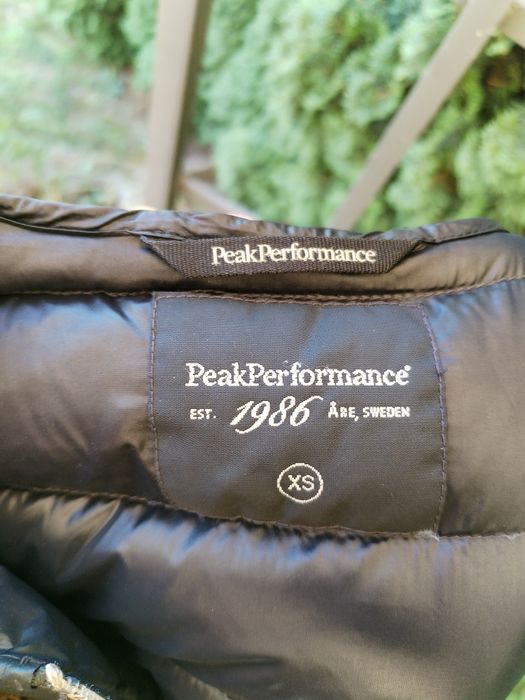 PeakPerformance
PeakPerformance®
EST. 1986 ÅRE, SWEDEN
XS